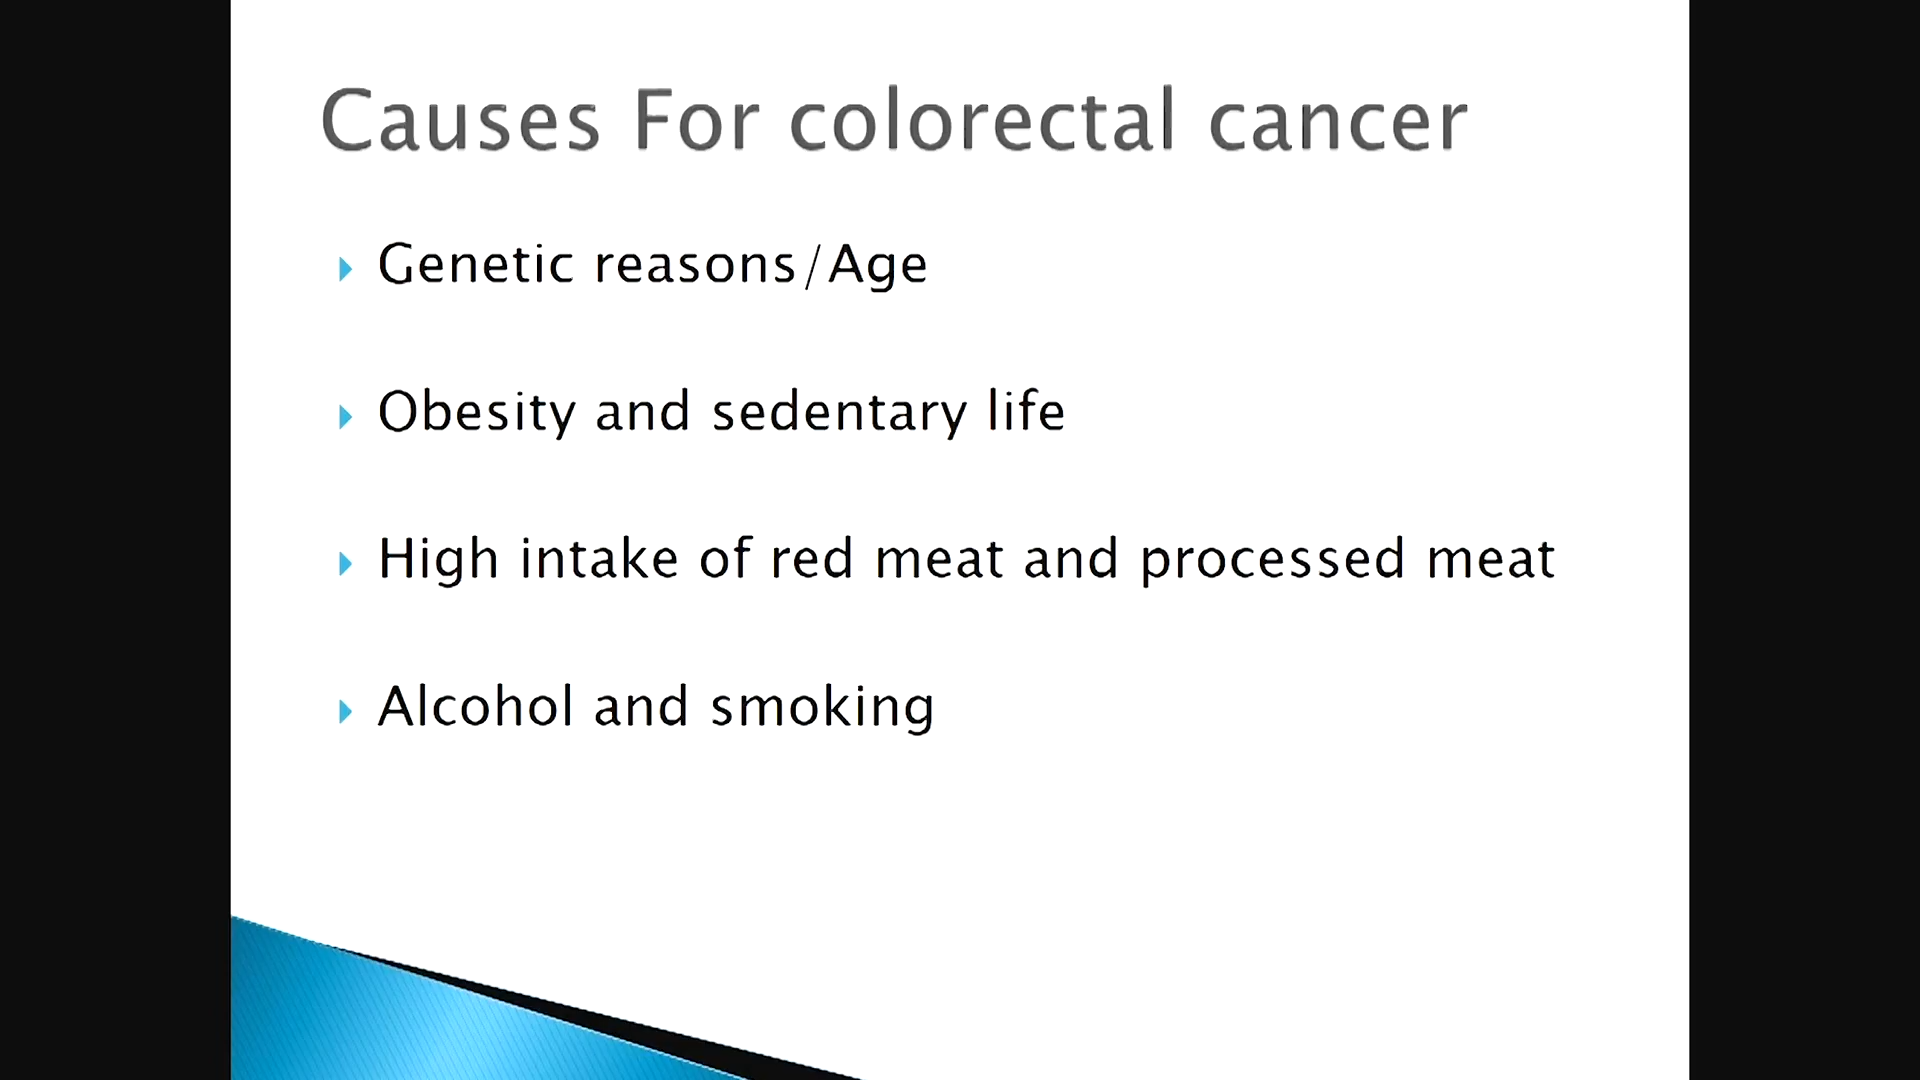 Causes For colorectal cancer
Genetic reasons/Age
Obesity and sedentary life
High intake of red meat and processed meat
Alcohol and smoking